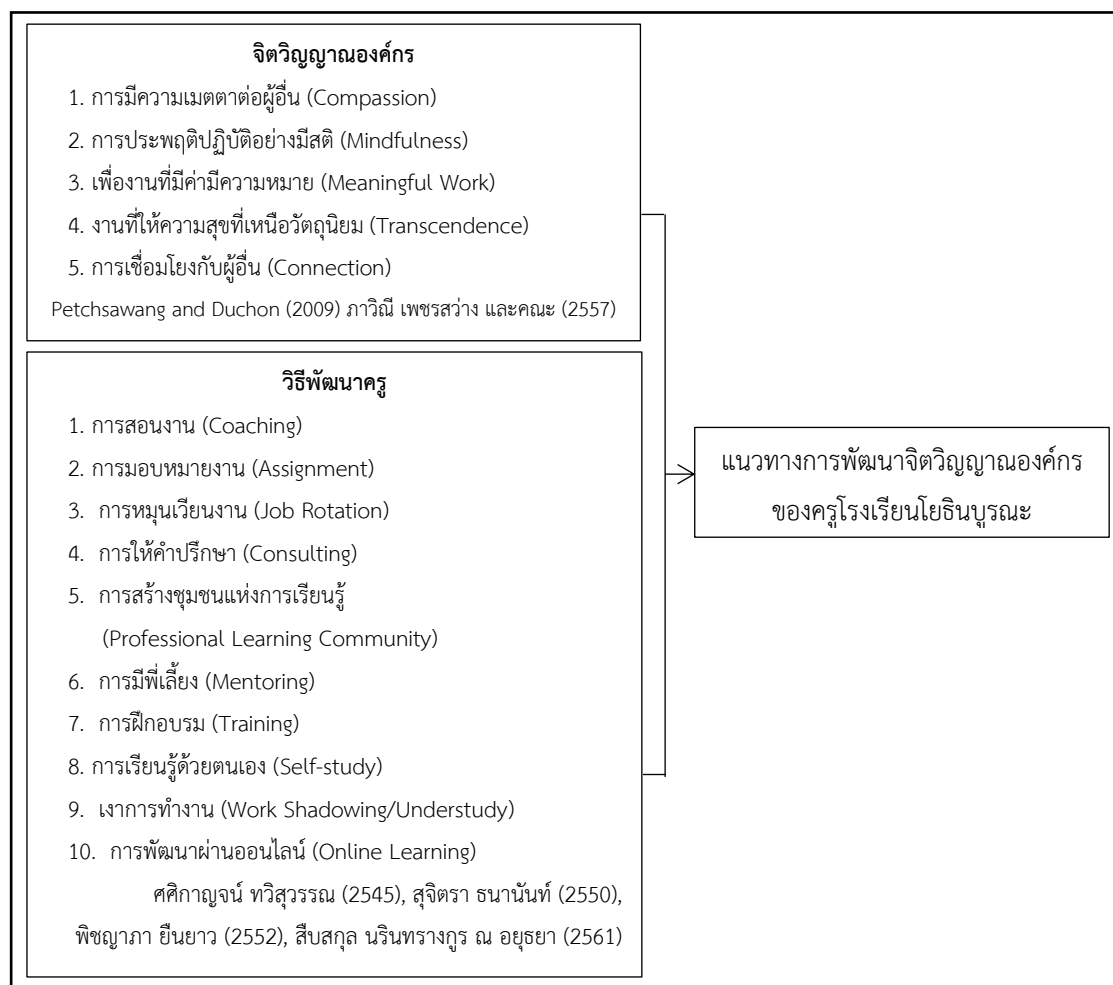 จิตวิญญาณองค์กร
1. การมีความเมตตาต่อผู้อื่น (Compassion)
2. การประพฤติปฏิบัติอย่างมีสติ (Mindfulness)
3. เพื่องานที่มีค่ามีความหมาย (Meaningful Work)
4. งานที่ให้ความสุขที่เหนือวัตถุนิยม (Transcendence)
5. การเชื่อมโยงกับผู้อื่น (Connection)
Petchsawang and Duchon (2009) ภาวิณี เพชรสว่าง และคณะ (2557)
วิธีพัฒนาครู
1. การสอนงาน (Coaching)
2. การมอบหมายงาน (Assignment)
3. การหมุนเวียนงาน (Job Rotation)
4. การให้คำปรึกษา (Consulting)
5. การสร้างชุมชนแห่งการเรียนรู้
(Professional Learning Community)
6. การมีพี่เลี้ยง (Mentoring)
7. การฝึกอบรม (Training)
8. การเรียนรู้ด้วยตนเอง (Self-study)
9. เงาการทำงาน (Work Shadowing/Understudy)
10. การพัฒนาผ่านออนไลน์ (Online Learning)
ศศิกาญจน์ ทวิสุวรรณ (2545), สุจิตรา ธนานันท์ (2550),
พิชญาภา ยืนยาว (2552), สืบสกุล นรินทรางกูร ณ อยุธยา (2561)
แนวทางการพัฒนาจิตวิญญาณองค์กร
ของครูโรงเรียนโยธินบูรณะ